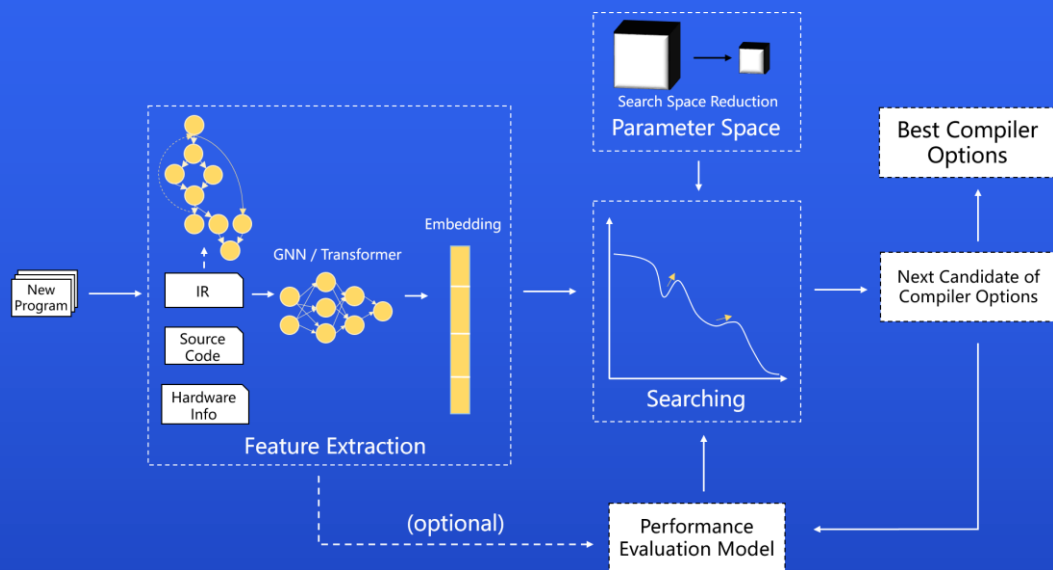 New
Program
IR
Source
Code
Hardware
Info
GNN / Transformer
Embedding
Feature Extraction
Search Space Reduction
Parameter Space
Searching
Best Compiler
Options
Next Candidate of
Compiler Options
(optional)
Performance
Evaluation Model